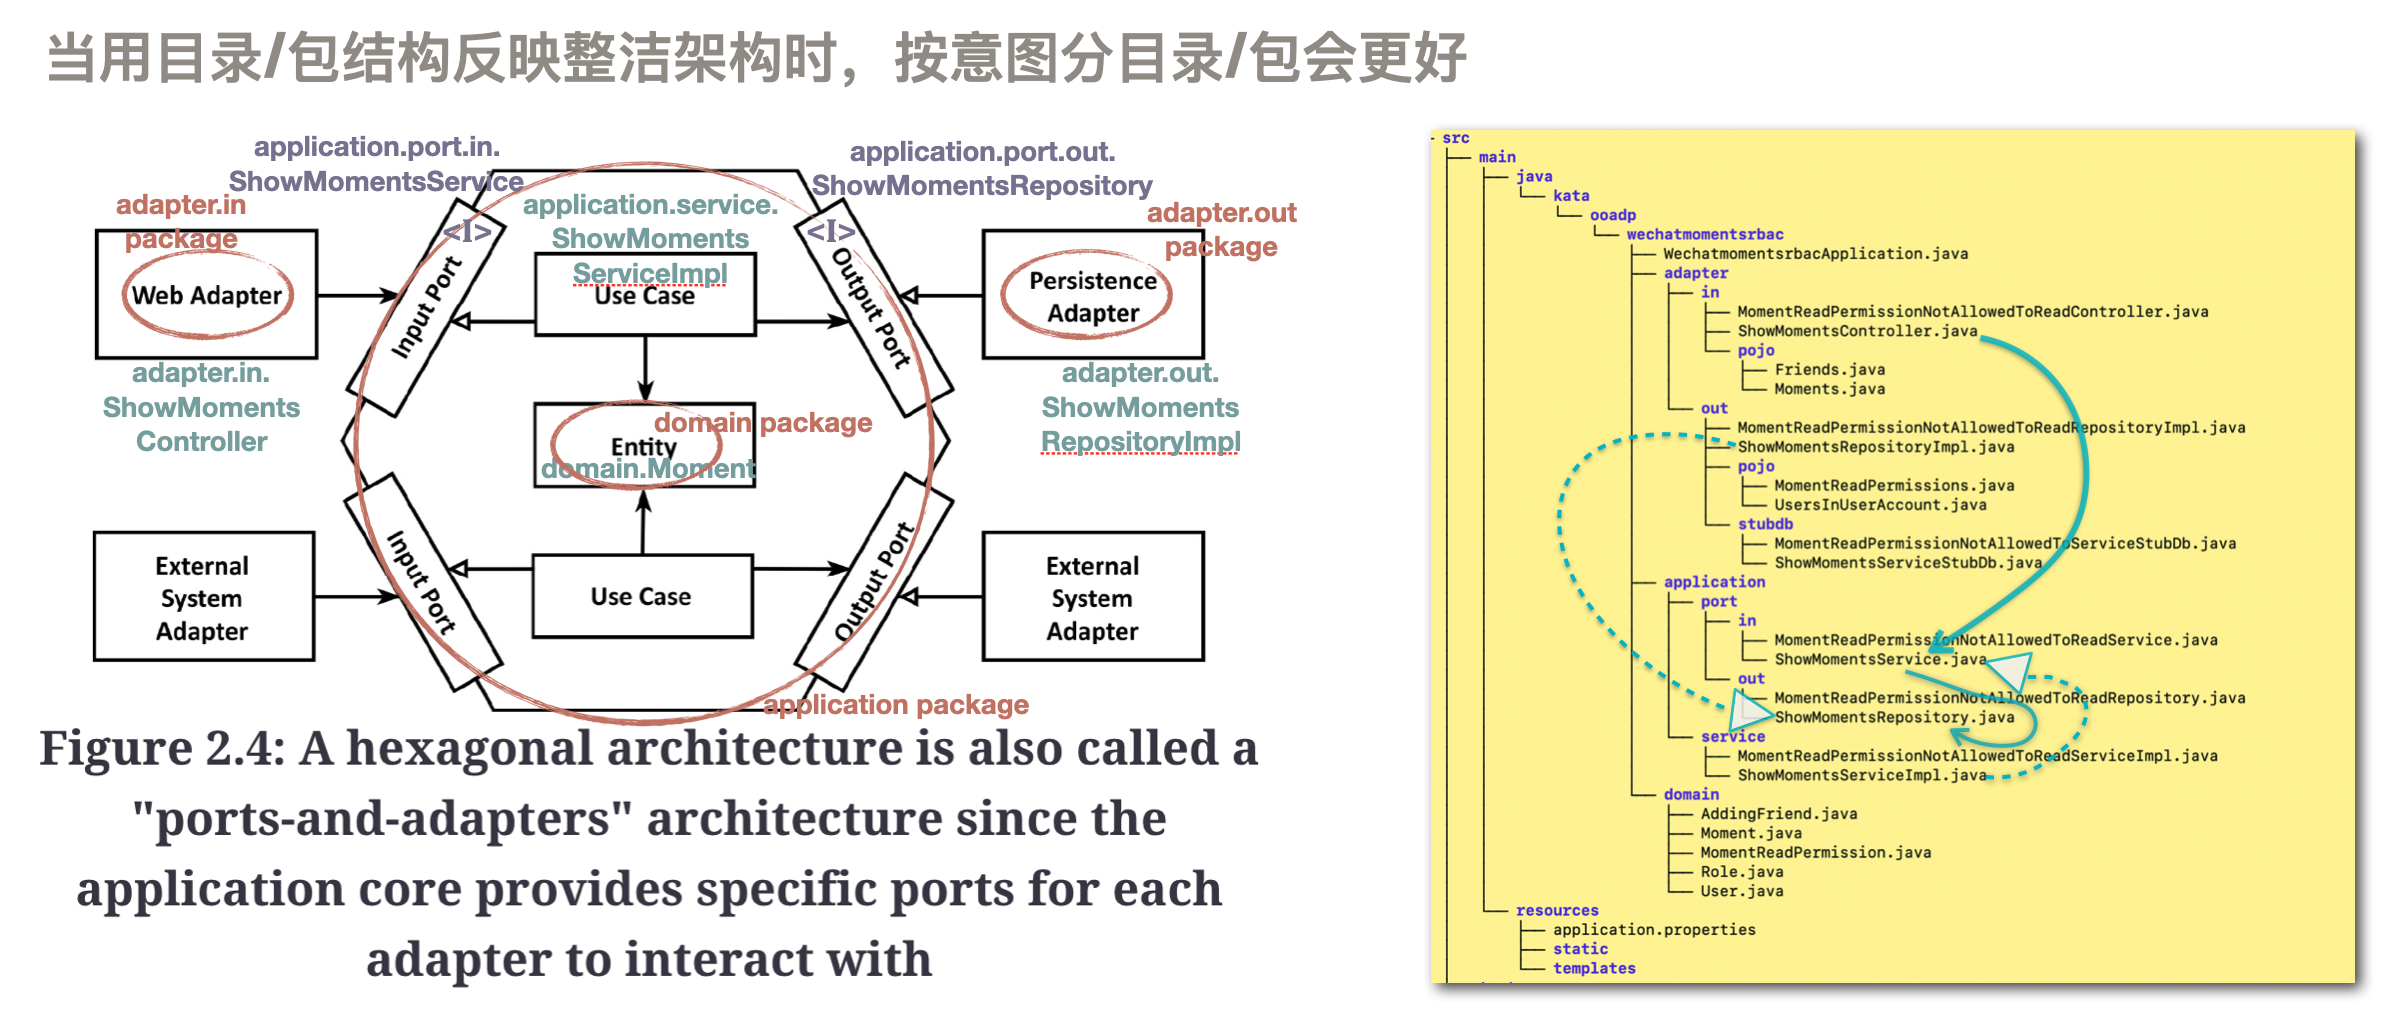 当用目录/包结构反映整洁架构时，按意图分目录/包会更好
application.port.in.
ShowMomentsService
application.port.out.
ShowMomentsRepository
adapter.in
package
application.service.
ShowMoments
ServiceImpl
adapter.out
package
<I>
<I>
Web Adapter
Input Port
Use Case
Output Port
Persistence
Adapter
adapter.in.
ShowMoments
Controller
domain package
Entity
domain.Moment
adapter.out.
ShowMoments
RepositoryImpl
External
System
Adapter
Input Port
Use Case
Output Port
External
System
Adapter
application package
Figure 2.4: A hexagonal architecture is also called a
"ports-and-adapters" architecture since the
application core provides specific ports for each
adapter to interact with
src
main
java
kata
ooadp
wechatmomentsrbac
WechatmomentsrbacApplication.java
adapter
in
MomentReadPermissionNotAllowedToReadController.java
ShowMomentsController.java
pojo
Friends.java
Moments.java
out
MomentReadPermissionNotAllowedToReadRepositoryImpl.java
ShowMomentsRepositoryImpl.java
pojo
MomentReadPermissions.java
UsersInUserAccount.java
stubdb
MomentReadPermissionNotAllowedToServiceStubDb.java
ShowMomentsServiceStubDb.java
application
port
in
MomentReadPermissionNotAllowedToReadService.java
ShowMomentsService.java
out
MomentReadPermissionNotAllowedToReadRepository.java
ShowMomentsRepository.java
service
MomentReadPermissionNotAllowedToReadServiceImpl.java
ShowMomentsServiceImpl.java
domain
AddingFriend.java
Moment.java
MomentReadPermission.java
Role.java
User.java
resources
application.properties
static
templates